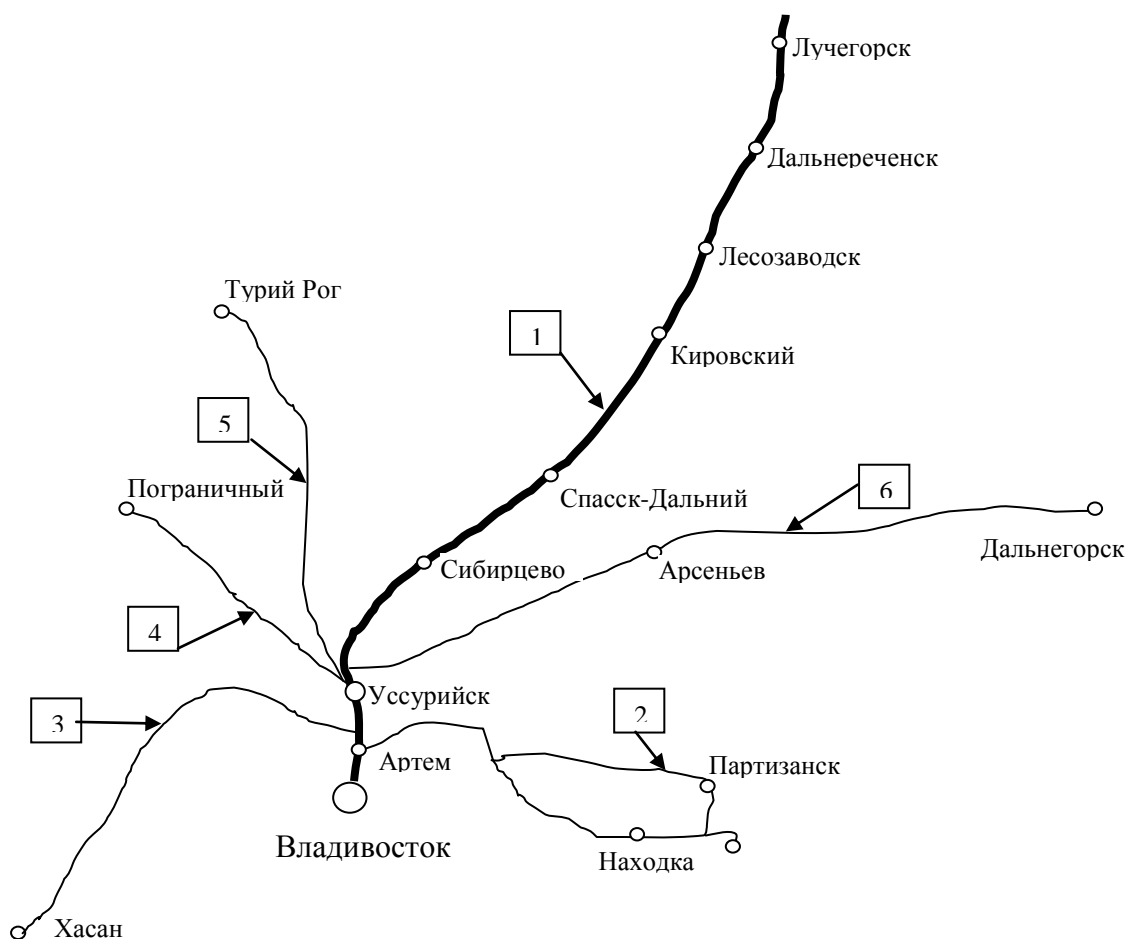 Лучегорск
Дальнереченск
Лесозаводск
Турий Рог
1
Кировский
5
Пограничный
Спасск-Дальний
6
Сибирцево
Арсеньев
Дальнегорск
4
Уссурийск
3
2
Артем
Партизанск
Владивосток
Находка
Хасан